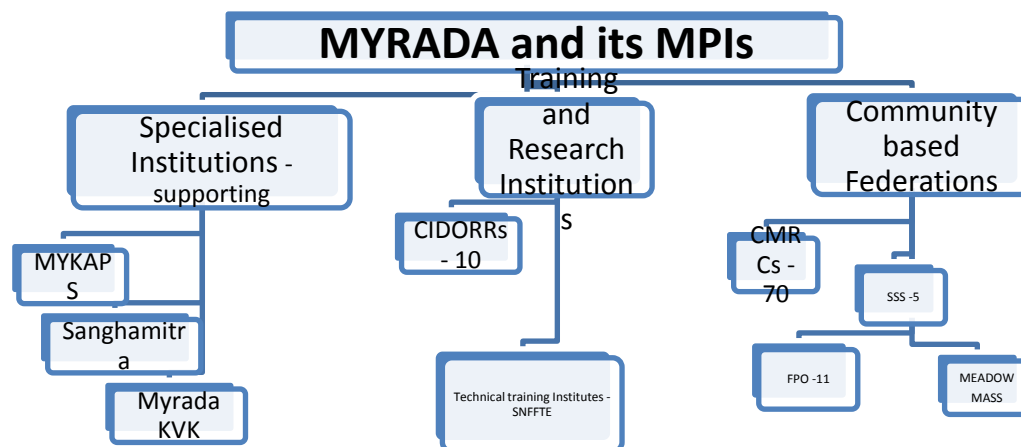 MYRADA and its MPIs
Specialised
Institutions -
supporting
MYKAP
S
Sanghamitr
a
Myrada
KVK
Training
and
Research
Institution
s
CIDORRs
- 10
Technical training Institutes -
SNFFTE
Community
based
Federations
CMR
Cs -
70
SSS -5
FPO -11
MEADOW
MASS